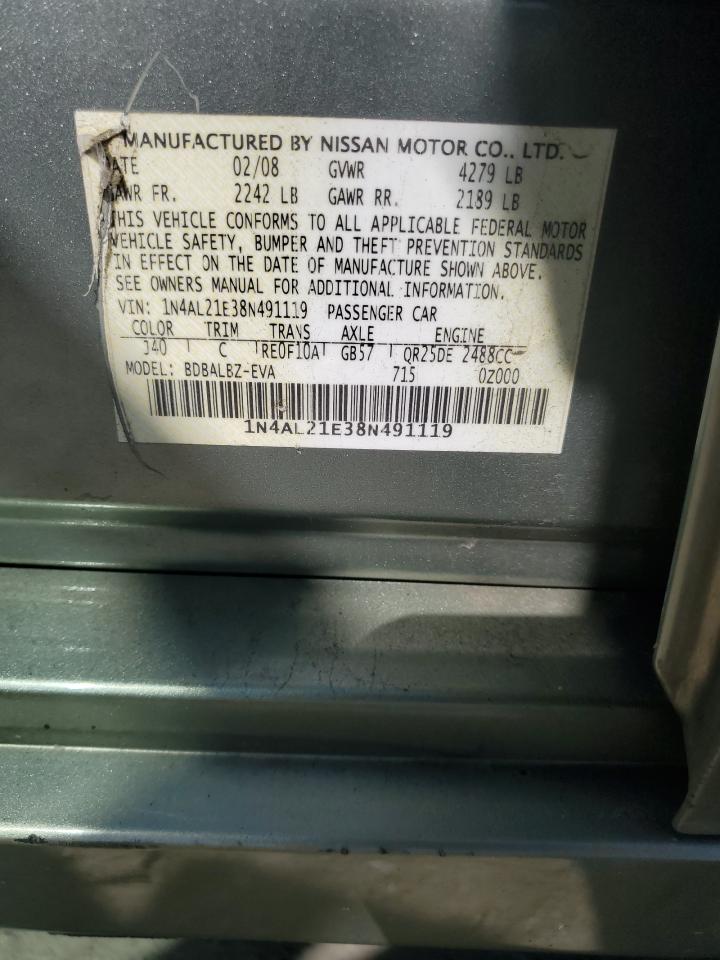 MANUFACTURED BY NISSAN MOTOR CO., LTD.
DATE 02/08 GVWR 4279 LB
GAWR FR. 2242 LB GAWR RR. 2189 LB
THIS VEHICLE CONFORMS TO ALL APPLICABLE FEDERAL MOTOR
VEHICLE SAFETY, BUMPER AND THEFT PREVENTION STANDARDS
IN EFFECT ON THE DATE OF MANUFACTURE SHOWN ABOVE.
SEE OWNERS MANUAL FOR ADDITIONAL INFORMATION.
VIN: 1N4AL21E38N491119 PASSENGER CAR
COLOR TRIM TRANS AXLE ENGINE
J40 C RE0F10A GB57 QR25DE 2488CC
MODEL: BDBALBZ-EVA 715 0Z000
1N4AL21E38N491119